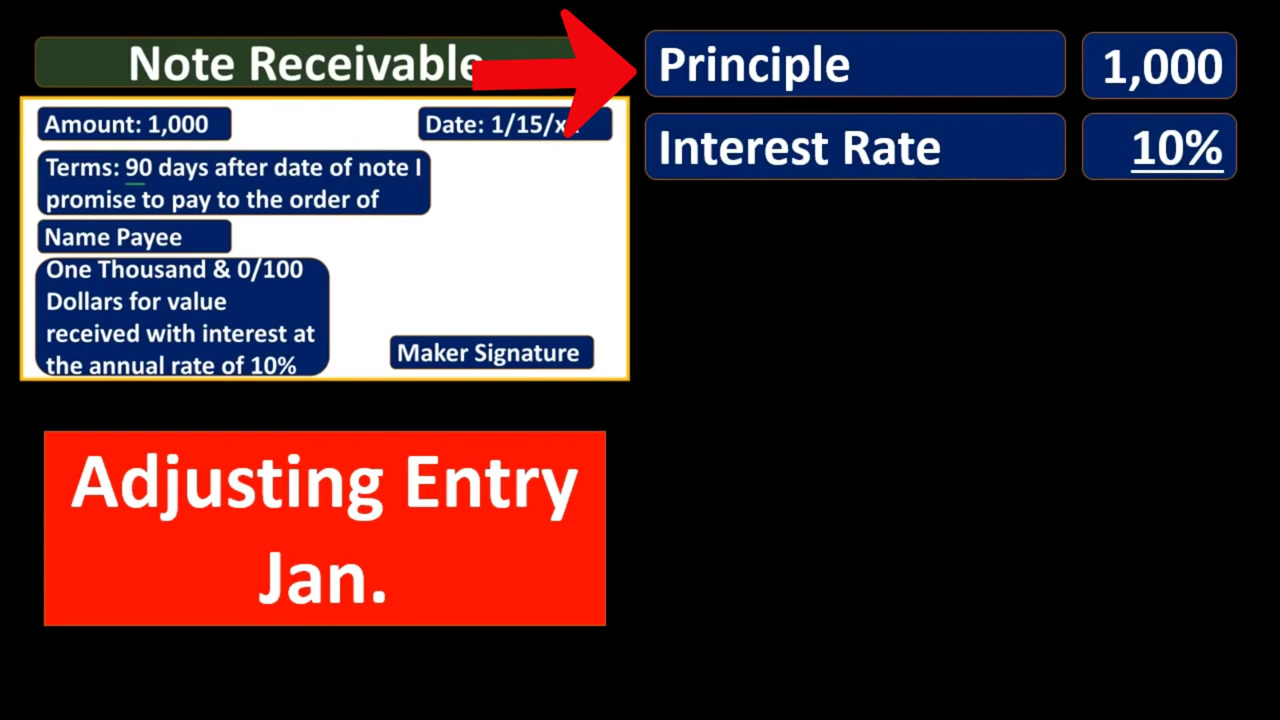 Note Receivable
Principle 1,000
Amount: 1,000 Date: 1/15/
Interest Rate 10%
Terms: 90 days after date of note I
promise to pay to the order of
Name Payee
One Thousand & 0/100
Dollars for value
received with interest at
the annual rate of 10%
Maker Signature
Adjusting Entry
Jan.